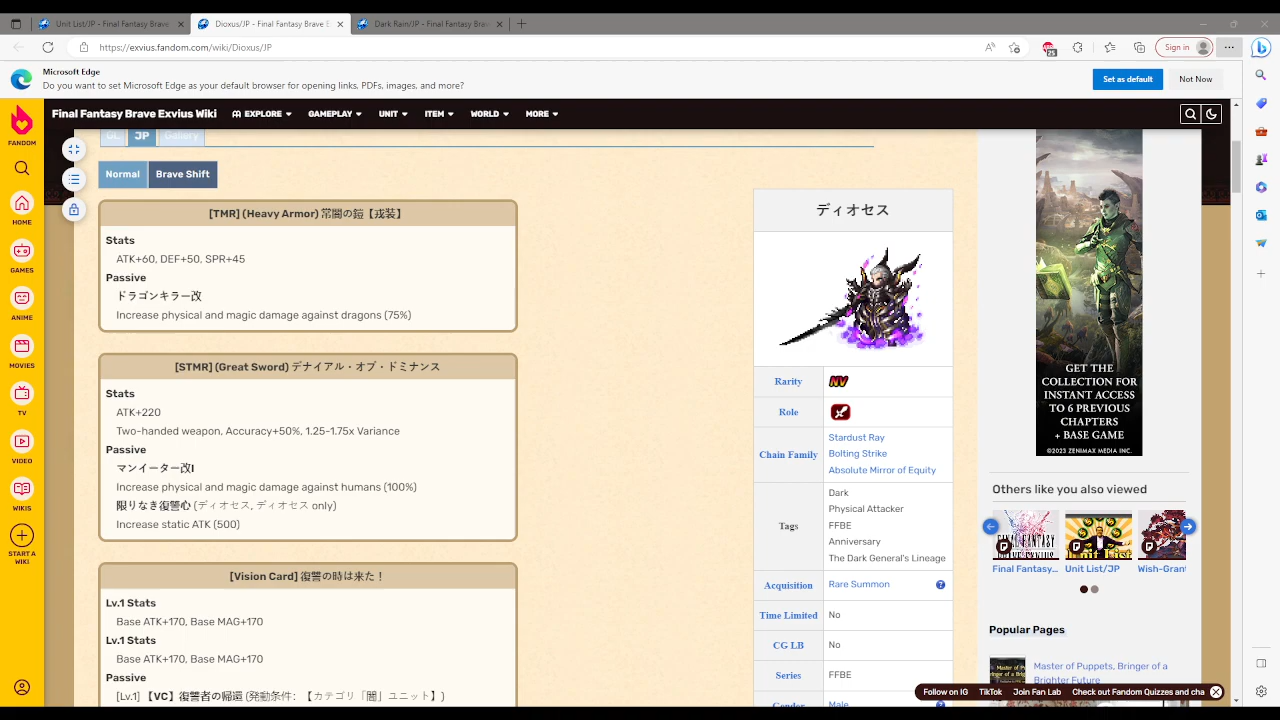 Unit List/JP - Final Fantasy Brave
Dioxus/JP - Final Fantasy Brave E
Dark Rain/JP - Final Fantasy Brave
https://exvius.fandom.com/wiki/Dioxus/JP
25
Sign in
Microsoft Edge
Do you want to set Microsoft Edge as your default browser for opening links, PDFs, images, and more?
Set as default
Not Now
FANDOM
HOME
GAMES
ANIME
MOVIES
TV
VIDEO
WIKIS
START A
WIKI
Final Fantasy Brave Exvius Wiki
EXPLORE
GAMEPLAY
UNIT
ITEM
WORLD
MORE
GL
JP
Gallery
Normal
Brave Shift
[TMR] (Heavy Armor) 常闇の鎧【戎装】
Stats
ATK+60, DEF+50, SPR+45
Passive
ドラゴンキラー改
Increase physical and magic damage against dragons (75%)
[STMR] (Great Sword) デナイアル・オブ・ドミナンス
Stats
ATK+220
Two-handed weapon, Accuracy+50%, 1.25-1.75x Variance
Passive
マンイーター改Ⅰ
Increase physical and magic damage against humans (100%)
限りなき復讐心 (ディオセス, ディオセス only)
Increase static ATK (500)
[Vision Card] 復讐の時は来た！
Lv.1 Stats
Base ATK+170, Base MAG+170
Lv.1 Stats
Base ATK+170, Base MAG+170
Passive
[Lv.1] 【VC】復讐者の帰還 (発動条件：【カテゴリ「闇」ユニット】)
ディオセス
Rarity
NV
Role
Chain Family
Stardust Ray
Bolting Strike
Absolute Mirror of Equity
Tags
Dark
Physical Attacker
FFBE
Anniversary
The Dark General's Lineage
Acquisition
Rare Summon
Time Limited
No
CG LB
No
Series
FFBE
Gender
Male
GET THE
COLLECTION FOR
INSTANT ACCESS
TO 6 PREVIOUS
CHAPTERS
+ BASE GAME
©2023 ZENIMAX MEDIA INC.
Others like you also viewed
Final Fantasy...
Unit List/JP
Wish-Grant
Popular Pages
Master of Puppets, Bringer of a
Brighter Future
Follow on IG
TikTok
Join Fan Lab
Check out Fandom Quizzes and cha